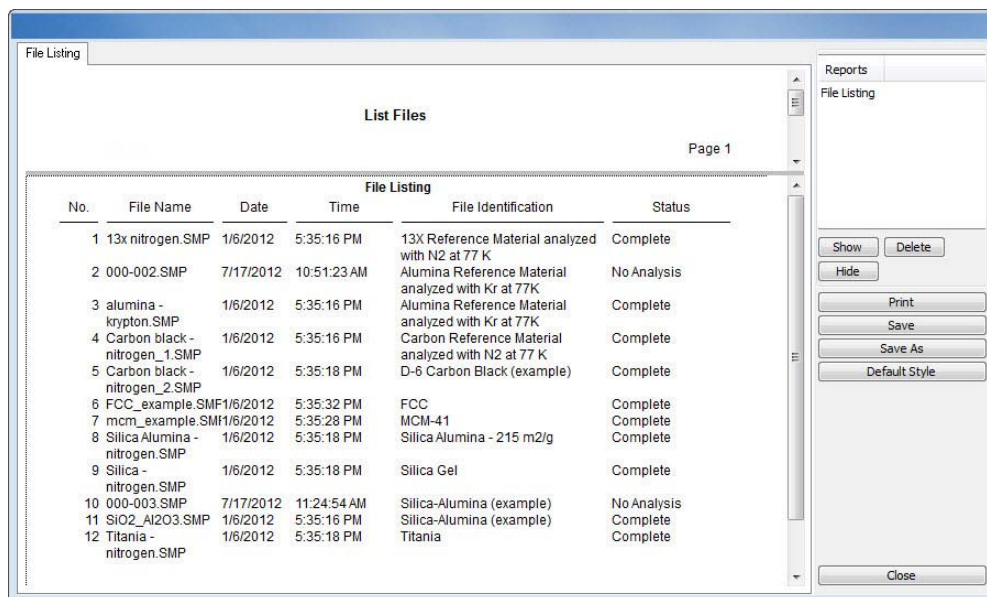 File Listing
List Files
Page 1
File Listing
No. File Name Date Time File Identification Status
1 13x nitrogen.SMP 1/6/2012 5:35:16 PM 13X Reference Material analyzed Complete
with N2 at 77 K
2 000-002.SMP 7/17/2012 10:51:23 AM Alumina Reference Material No Analysis
analyzed with Kr at 77K
3 alumina - 1/6/2012 5:35:16 PM Alumina Reference Material Complete
krypton.SMP analyzed with Kr at 77K
4 Carbon black - 1/6/2012 5:35:16 PM Carbon Reference Material Complete
nitrogen_1.SMP analyzed with N2 at 77 K
5 Carbon black - 1/6/2012 5:35:18 PM D-6 Carbon Black (example) Complete
nitrogen_2.SMP
6 FCC_example.SMF1/6/2012 5:35:32 PM FCC Complete
7 mcm_example.SMF1/6/2012 5:35:28 PM MCM-41 Complete
8 Silica Alumina - 1/6/2012 5:35:18 PM Silica Alumina - 215 m2/g Complete
nitrogen.SMP
9 Silica - 1/6/2012 5:35:18 PM Silica Gel Complete
nitrogen.SMP
10 000-003.SMP 7/17/2012 11:24:54 AM Silica-Alumina (example) No Analysis
11 SiO2_Al2O3.SMP 1/6/2012 5:35:16 PM Silica-Alumina (example) Complete
12 Titania - 1/6/2012 5:35:18 PM Titania Complete
nitrogen.SMP
Reports
File Listing
Show Delete
Hide
Print
Save
Save As
Default Style
Close